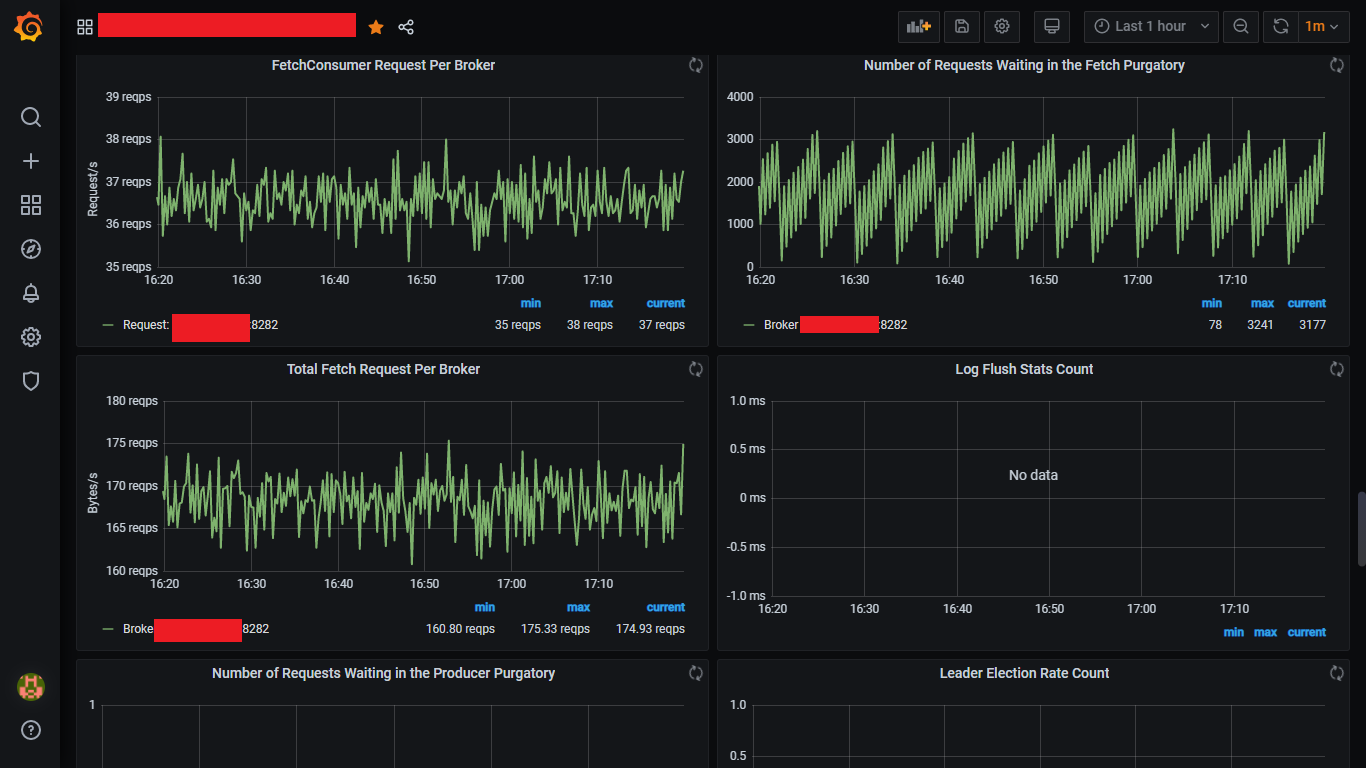 Last 1 hour
1m
FetchConsumer Request Per Broker
39 reqps
38 reqps
37 reqps
36 reqps
35 reqps
Request/s
16:20 16:30 16:40 16:50 17:00 17:10
min max current
Request: :8282 35 reqps 38 reqps 37 reqps
Number of Requests Waiting in the Fetch Purgatory
4000
3000
2000
1000
0
16:20 16:30 16:40 16:50 17:00 17:10
min max current
Broker :8282 78 3241 3177
Total Fetch Request Per Broker
180 reqps
175 reqps
170 reqps
165 reqps
160 reqps
Bytes/s
16:20 16:30 16:40 16:50 17:00 17:10
min max current
Broke 8282 160.80 reqps 175.33 reqps 174.93 reqps
Log Flush Stats Count
1.0 ms
0.5 ms
0 ms
-0.5 ms
-1.0 ms
No data
16:20 16:30 16:40 16:50 17:00 17:10
min max current
Number of Requests Waiting in the Producer Purgatory
1
Leader Election Rate Count
1.0
0.5